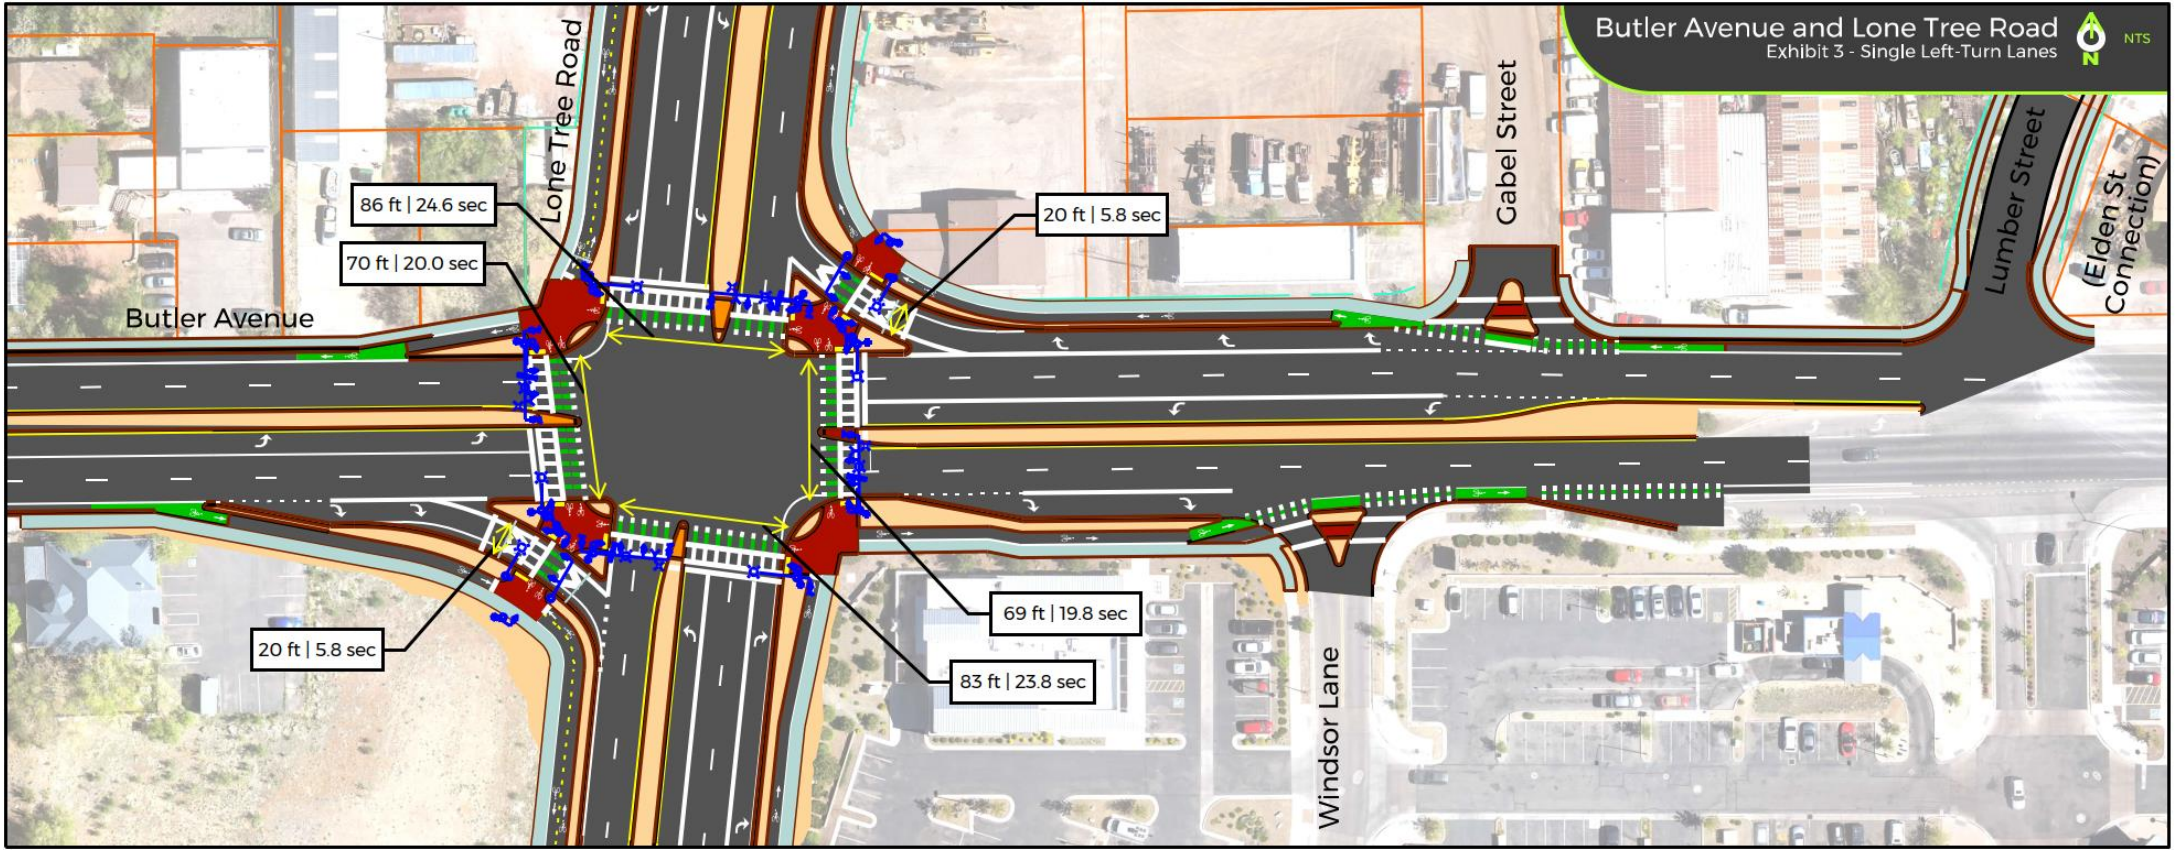 Butler Avenue and Lone Tree Road
Exhibit 3 - Single Left-Turn Lanes
N
NTS
Lone Tree Road
Gabel Street
Lumber Street
(Elden St
Connection)
86 ft | 24.6 sec
20 ft | 5.8 sec
70 ft | 20.0 sec
Butler Avenue
69 ft | 19.8 sec
20 ft | 5.8 sec
83 ft | 23.8 sec
Windsor Lane